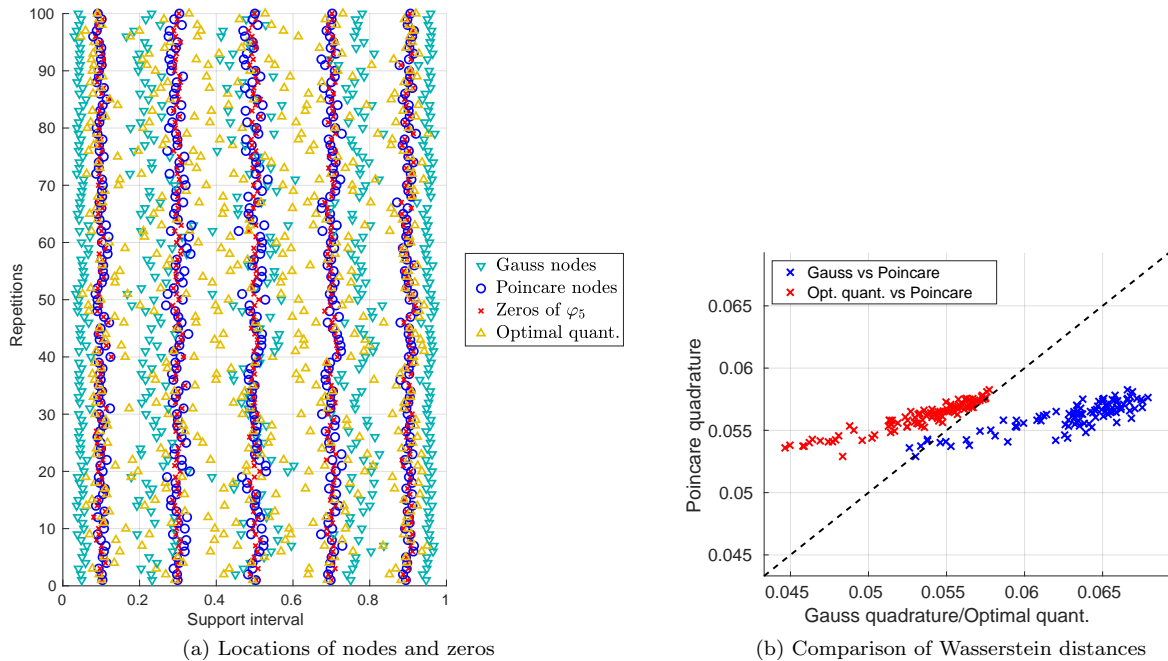 100
90
80
70
60
50
40
30
20
10
0
Repetitions
0
0.2
0.4
0.6
0.8
1
Support interval
Gauss nodes
Poincare nodes
Zeros of φ₅
Optimal quant.
(a) Locations of nodes and zeros
Gauss vs Poincare
Opt. quant. vs Poincare
0.065
0.06
0.055
0.05
0.045
Poincare quadrature
0.045
0.05
0.055
0.06
0.065
Gauss quadrature/Optimal quant.
(b) Comparison of Wasserstein distances